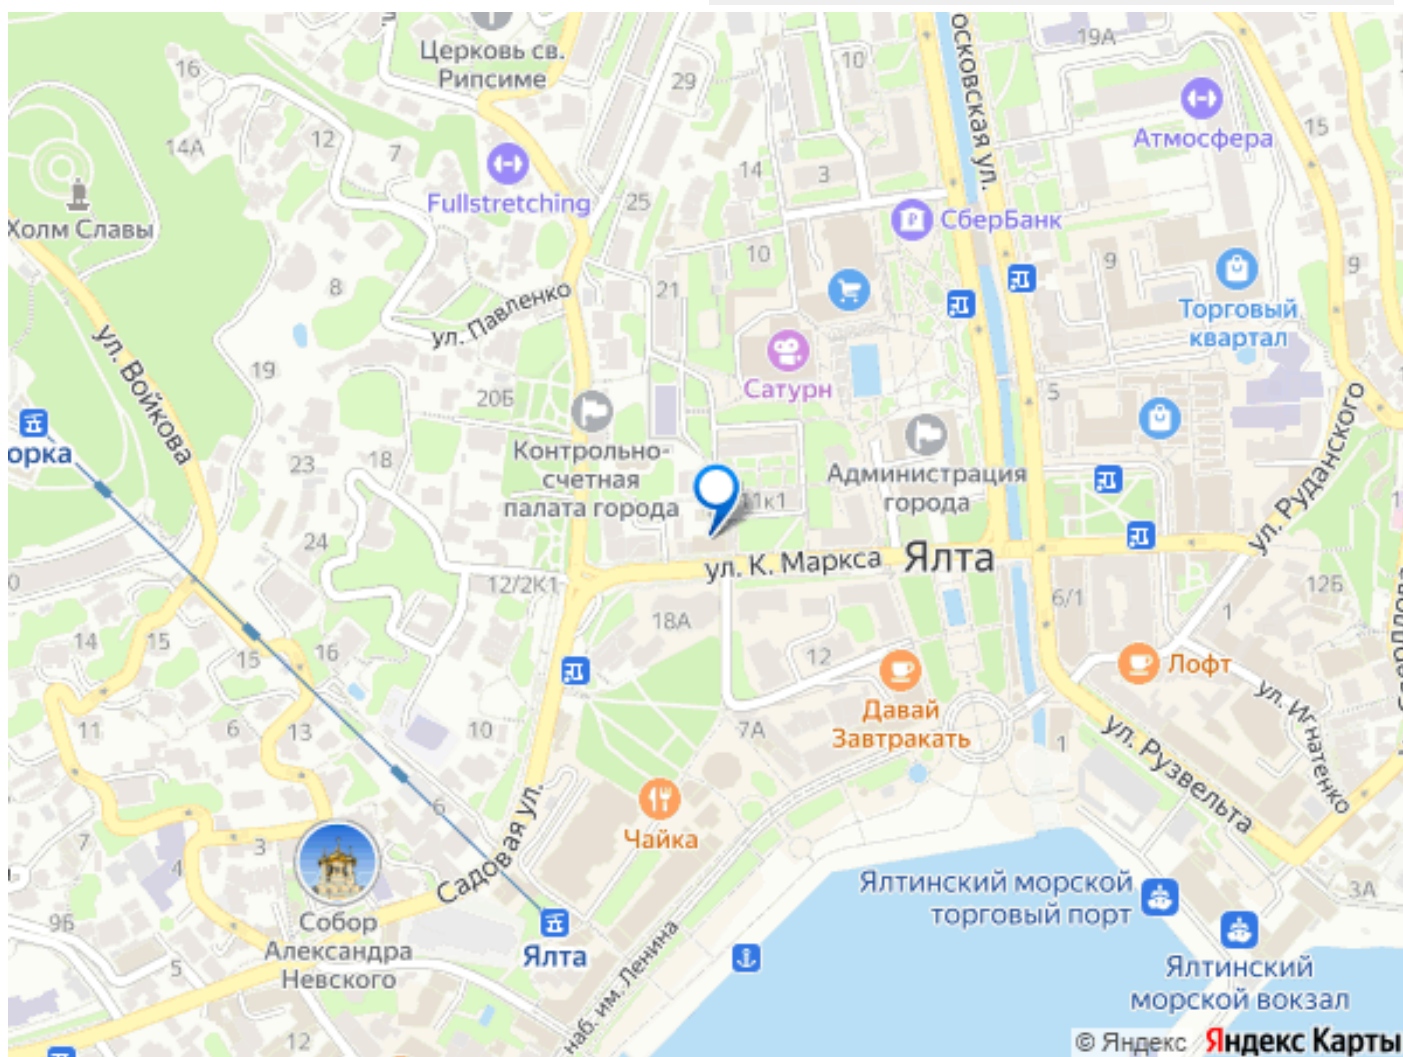 Церковь св.
Рипсиме
19А
10
16
29
осковская ул.
Атмосфера
15
14А
12
7
14
3
Fullstretching
25
СберБанк
Холм Славы
10
9
9
8
21
ул. Павленко
Торговый
квартал
ул. Войкова
19
Сатурн
20Б
5
ул. Руданского
орка
23
18
Контрольно-
счетная
палата города
11к1
Администрация
города
24
ул. К. Маркса
Ялта
12/2К1
6/1
12Б
1
18А
14
15
15
16
12
Лофт
ул. Игнатенко
11
6
13
10
7А
Давай
Завтракать
1
ул. Рузвельта
6
Чайка
Садовая ул.
7
4
3
Ялтинский морской
торговый порт
3А
9Б
Собор
Александра
Невского
5
Ялта
наб. им. Ленина
Ялтинский
морской вокзал
12
© Яндекс Яндекс Карты